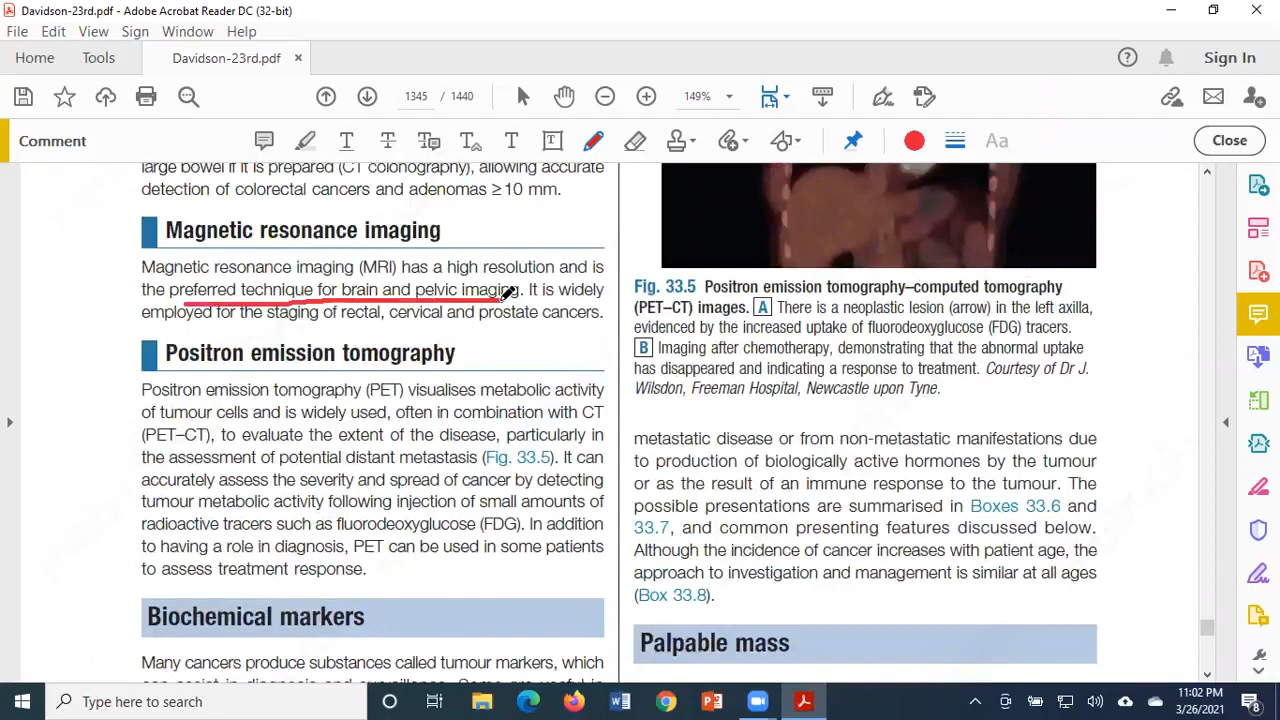 Davidson-23rd.pdf - Adobe Acrobat Reader DC (32-bit)
File Edit View Sign Window Help
Home Tools Davidson-23rd.pdf × Sign In
1345 / 1440 149%
Comment Close
large bowel if it is prepared (CT colonography), allowing accurate
detection of colorectal cancers and adenomas ≥ 10 mm.
Magnetic resonance imaging
Magnetic resonance imaging (MRI) has a high resolution and is
the preferred technique for brain and pelvic imaging. It is widely
employed for the staging of rectal, cervical and prostate cancers.
Positron emission tomography
Positron emission tomography (PET) visualises metabolic activity
of tumour cells and is widely used, often in combination with CT
(PET–CT), to evaluate the extent of the disease, particularly in
the assessment of potential distant metastasis (Fig. 33.5). It can
accurately assess the severity and spread of cancer by detecting
tumour metabolic activity following injection of small amounts of
radioactive tracers such as fluorodeoxyglucose (FDG). In addition
to having a role in diagnosis, PET can be used in some patients
to assess treatment response.
Biochemical markers
Many cancers produce substances called tumour markers, which
can assist in diagnosis and surveillance. Some are useful in
Fig. 33.5 Positron emission tomography–computed tomography
(PET–CT) images. A There is a neoplastic lesion (arrow) in the left axilla,
evidenced by the increased uptake of fluorodeoxyglucose (FDG) tracers.
B Imaging after chemotherapy, demonstrating that the abnormal uptake
has disappeared and indicating a response to treatment. Courtesy of Dr J.
Wilsdon, Freeman Hospital, Newcastle upon Tyne.
metastatic disease or from non-metastatic manifestations due
to production of biologically active hormones by the tumour
or as the result of an immune response to the tumour. The
possible presentations are summarised in Boxes 33.6 and
33.7, and common presenting features discussed below.
Although the incidence of cancer increases with patient age, the
approach to investigation and management is similar at all ages
(Box 33.8).
Palpable mass
Type here to search
11:02 PM
3/26/2021
8